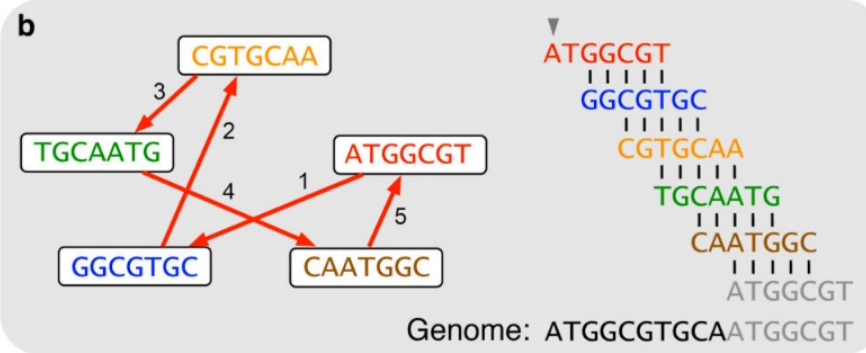 b
CGTGCAA
3
2
TGCAATG
ATGGCGT
4
1
5
GGCGTGC
CAATGGC
ATGGCGT
GGCGTGC
CGTGCAA
TGCAATG
CAATGGC
ATGGCGT
Genome: ATGGCGTGCAATGGCGT